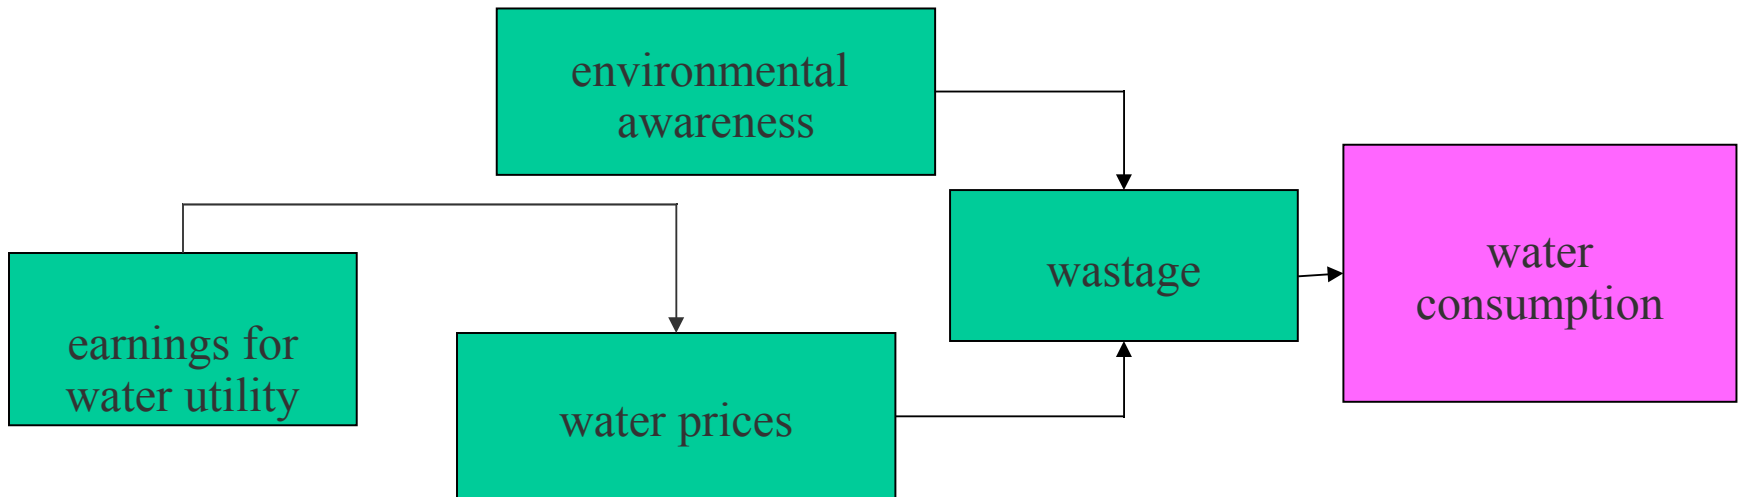 environmental
awareness
wastage
water
consumption
earnings for
water utility
water prices